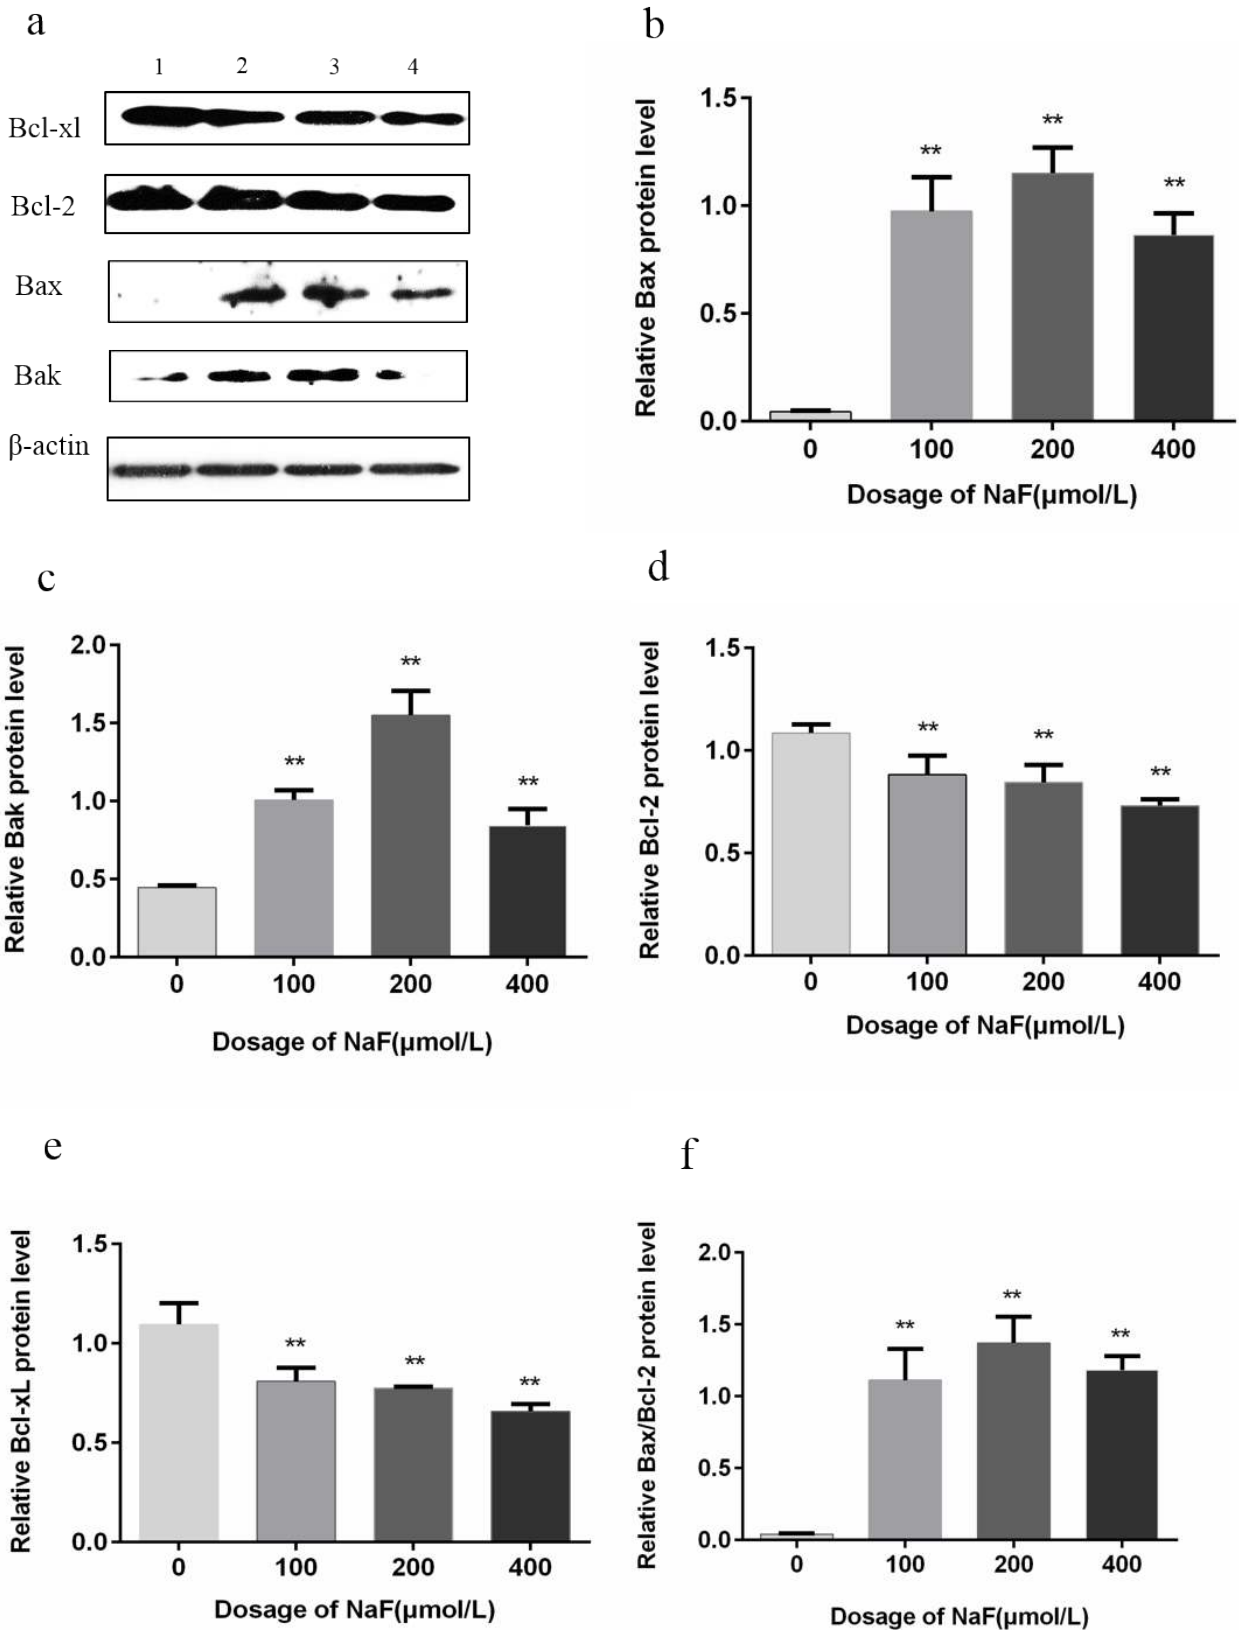 a
1 2 3 4
Bcl-xl
Bcl-2
Bax
Bak
β-actin
b
Relative Bax protein level
1.5
1.0
0.5
0.0
**
**
**
0 100 200 400
Dosage of NaF(µmol/L)
c
Relative Bak protein level
2.0
1.5
1.0
0.5
0.0
**
**
**
0 100 200 400
Dosage of NaF(µmol/L)
d
Relative Bcl-2 protein level
1.5
1.0
0.5
0.0
**
**
**
0 100 200 400
Dosage of NaF(µmol/L)
e
Relative Bcl-xL protein level
1.5
1.0
0.5
0.0
**
**
**
0 100 200 400
Dosage of NaF(µmol/L)
f
Relative Bax/Bcl-2 protein level
2.0
1.5
1.0
0.5
0.0
**
**
**
0 100 200 400
Dosage of NaF(µmol/L)